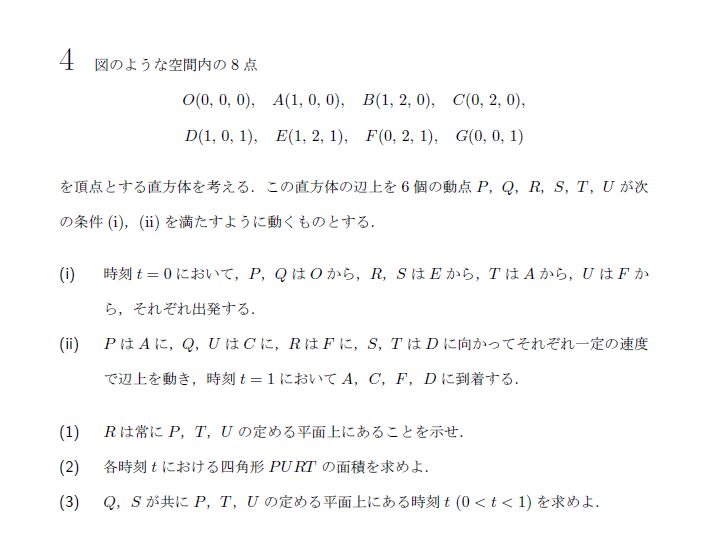 4 図のような空間内の 8 点
O(0, 0, 0), A(1, 0, 0), B(1, 2, 0), C(0, 2, 0),
D(1, 0, 1), E(1, 2, 1), F(0, 2, 1), G(0, 0, 1)
を頂点とする直方体を考える．この直方体の辺上を 6 個の動点 P，Q，R，S，T，U が次
の条件 (i)，(ii) を満たすように動くものとする．
(i) 時刻 t = 0 において，P，Q は O から，R，S は E から，T は A から，U は F か
ら，それぞれ出発する．
(ii) P は A に，Q，U は C に，R は F に，S，T は D に向かってそれぞれ一定の速度
で辺上を動き，時刻 t = 1 において A，C，F，D に到着する．
(1) R は常に P，T，U の定める平面上にあることを示せ．
(2) 各時刻 t における四角形 PURT の面積を求めよ．
(3) Q，S が共に P，T，U の定める平面上にある時刻 t (0 < t < 1) を求めよ．